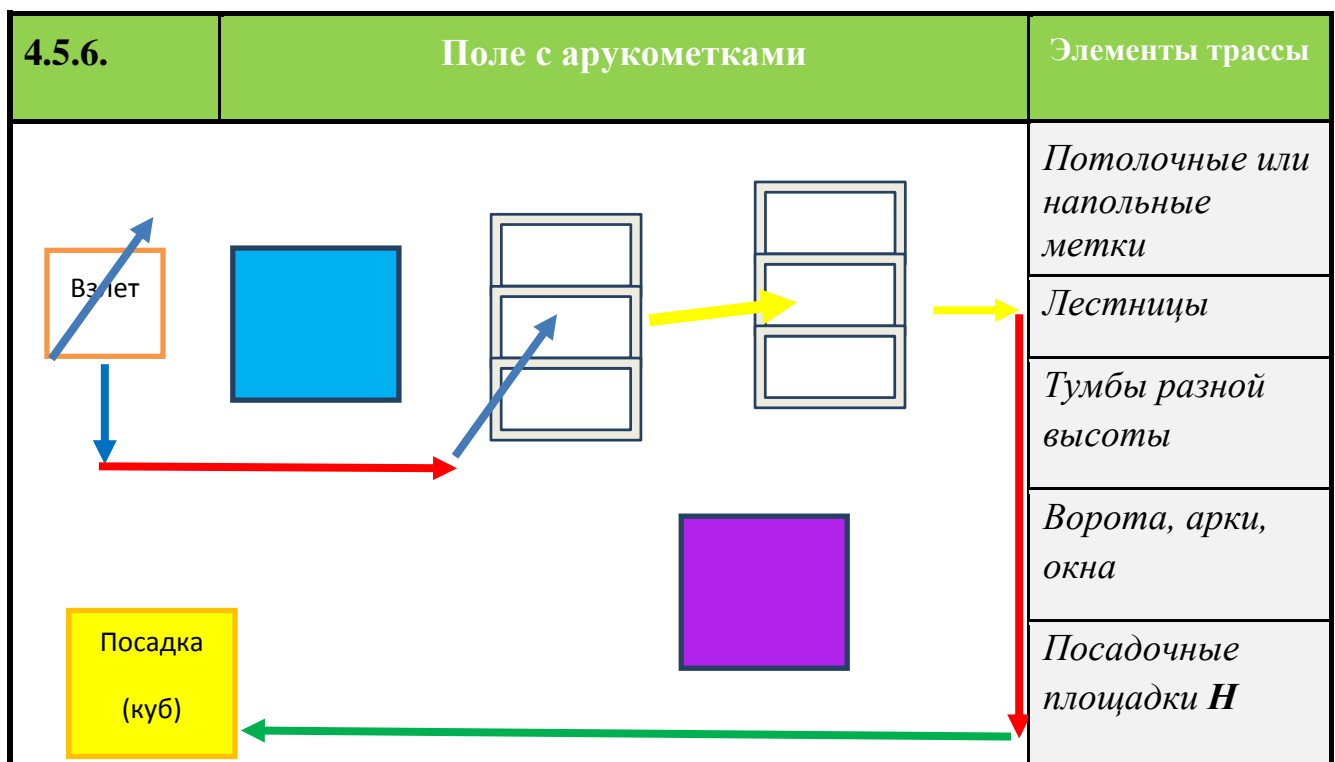 4.5.6.
Поле с арукометками
Элементы трассы
Взлет
Посадка
(куб)
Потолочные или
напольные
метки
Лестницы
Тумбы разной
высоты
Ворота, арки,
окна
Посадочные
площадки H